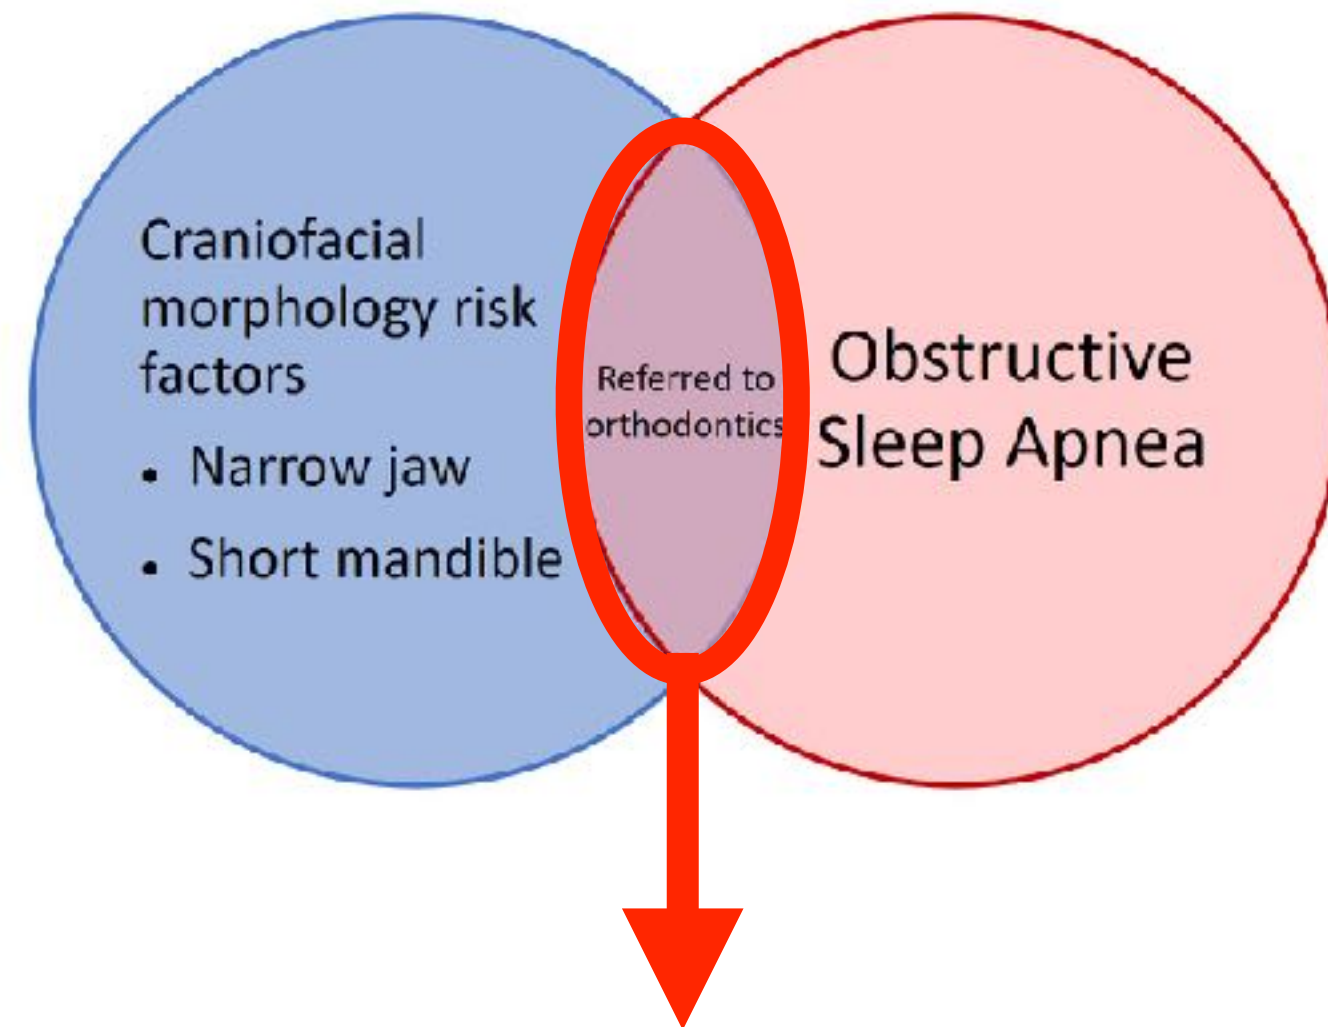 Craniofacial
morphology risk
factors
• Narrow jaw
• Short mandible
Referred to
orthodontics
Obstructive
Sleep Apnea